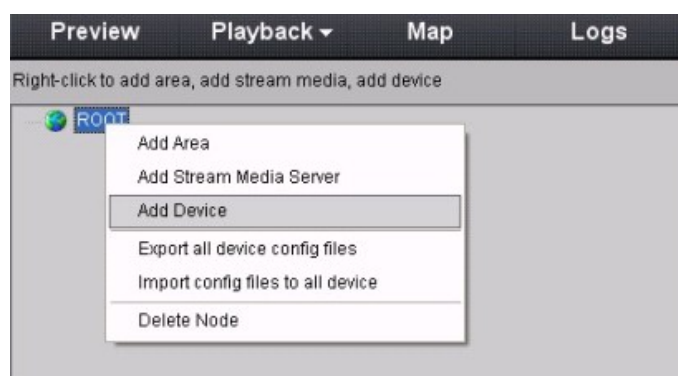 Preview Playback Map Logs
Right-click to add area, add stream media, add device
ROOT
Add Area
Add Stream Media Server
Add Device
Export all device config files
Import config files to all device
Delete Node